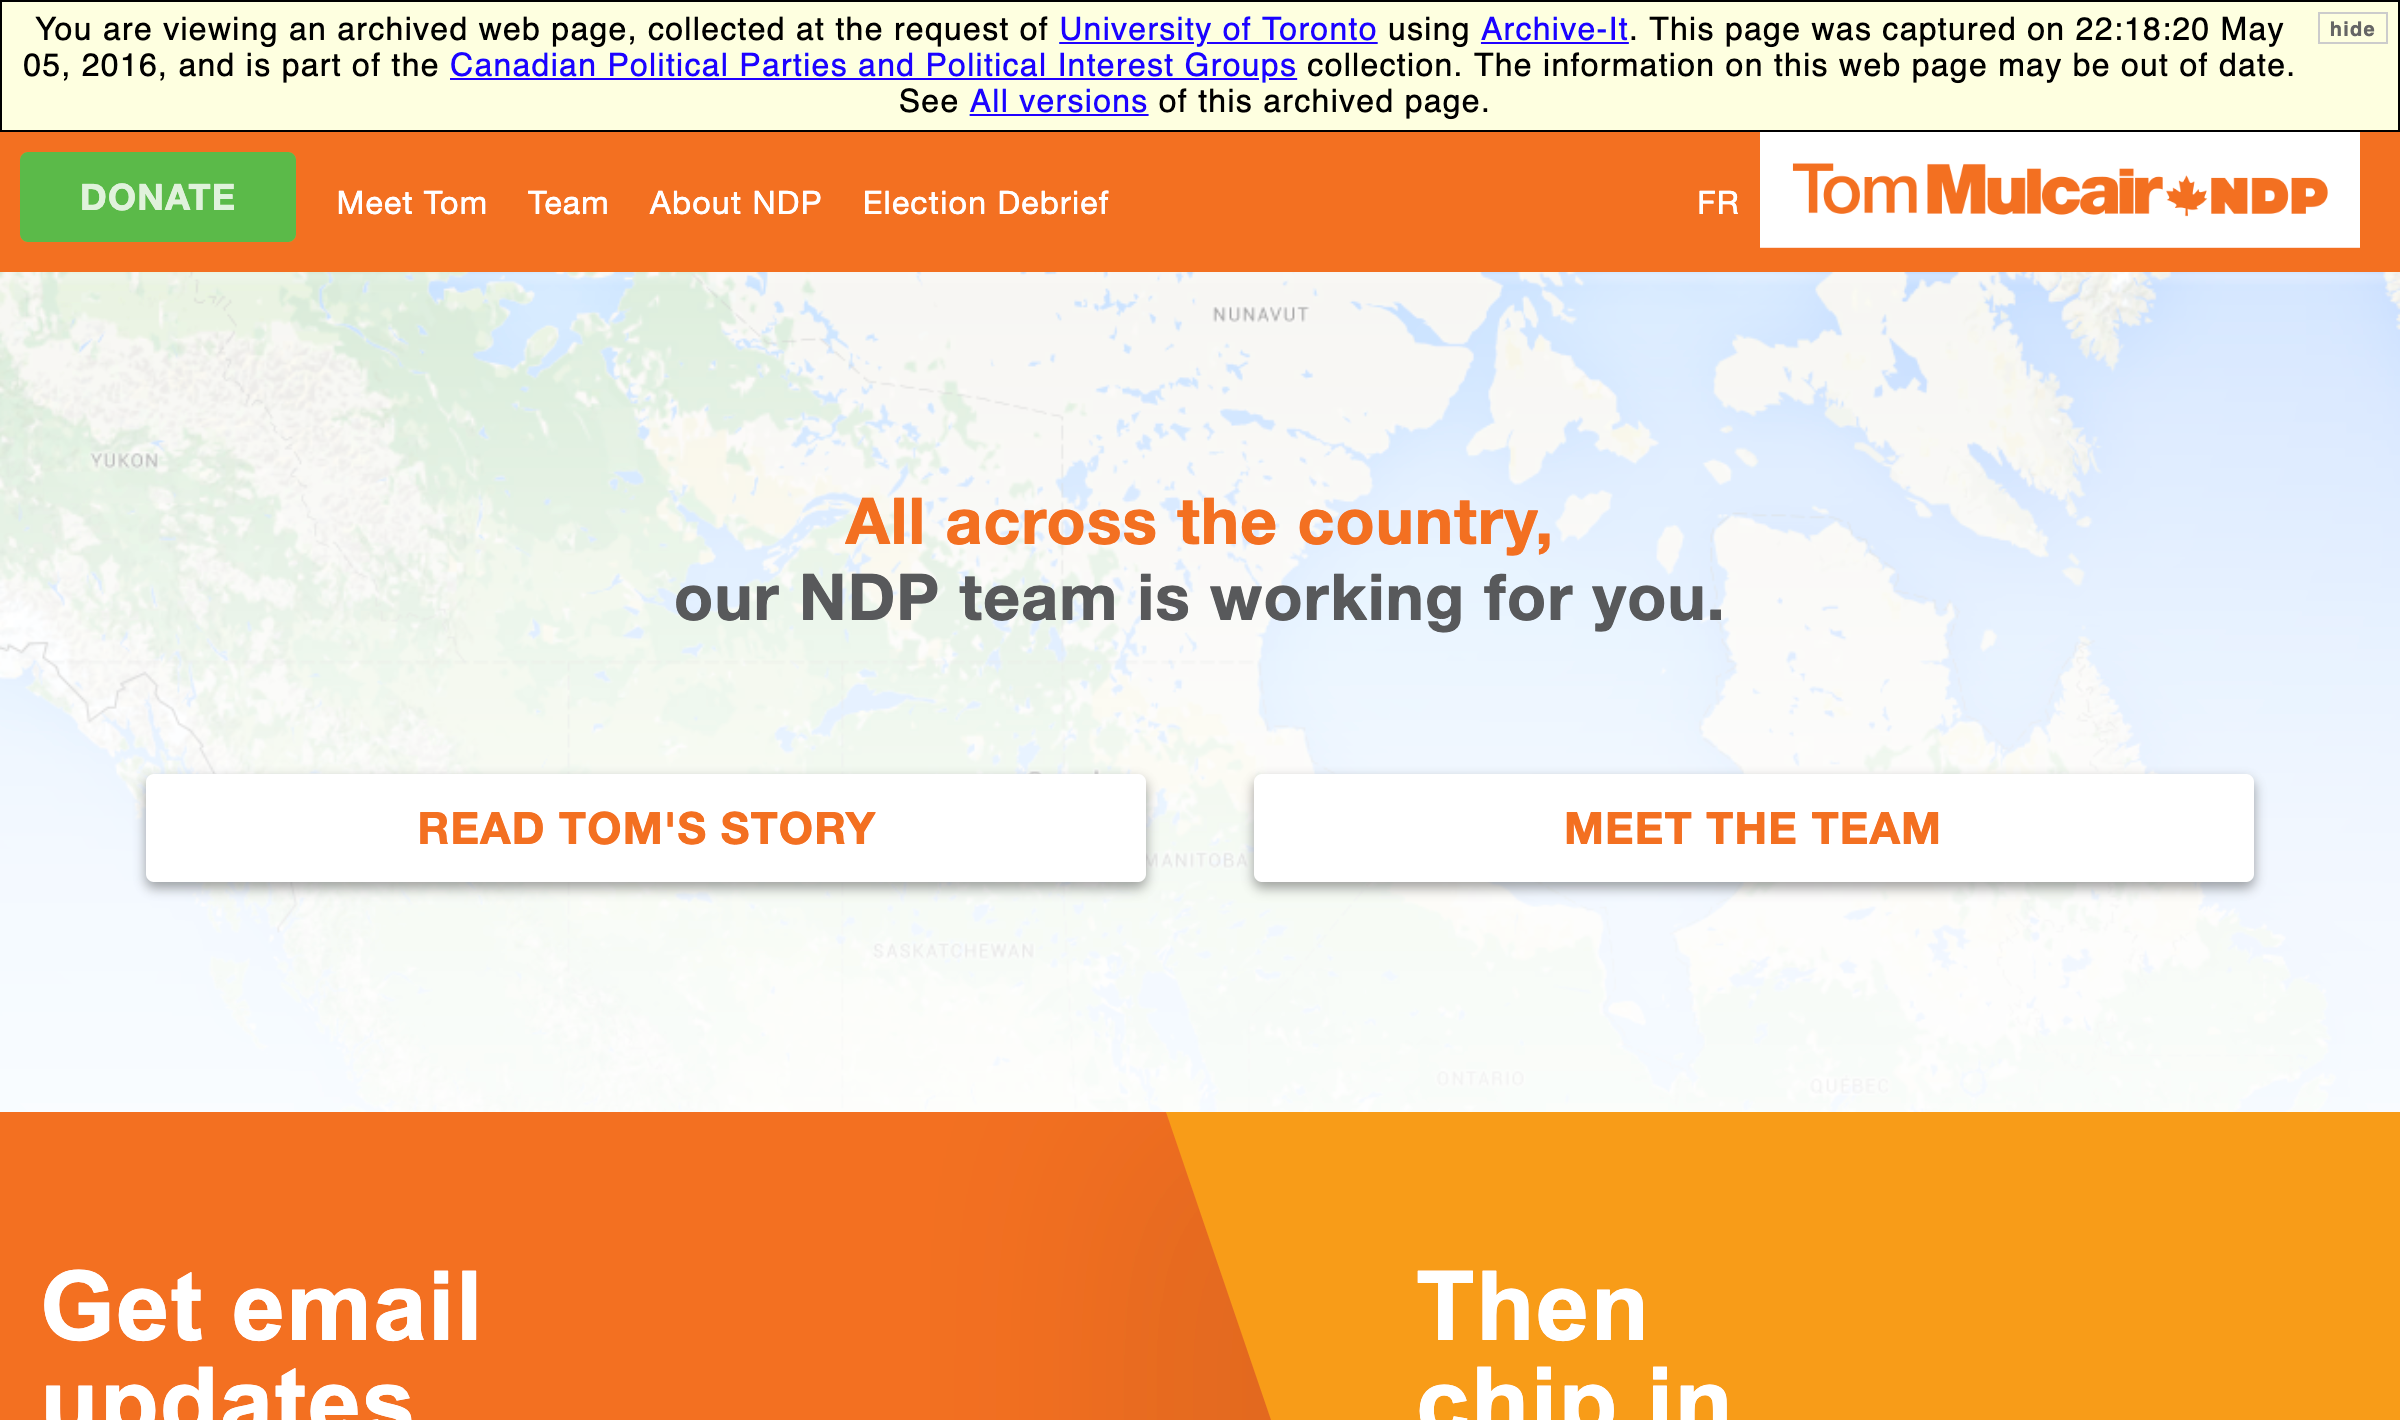 You are viewing an archived web page, collected at the request of University of Toronto using Archive-It. This page was captured on 22:18:20 May
05, 2016, and is part of the Canadian Political Parties and Political Interest Groups collection. The information on this web page may be out of date.
See All versions of this archived page.
hide
DONATE
Meet Tom
Team
About NDP
Election Debrief
FR
Tom Mulcair NDP
NUNAVUT
YUKON
All across the country,
our NDP team is working for you.
READ TOM'S STORY
MEET THE TEAM
MANITOBA
SASKATCHEWAN
ONTARIO
QUEBEC
Get email
updates
Then
chip in